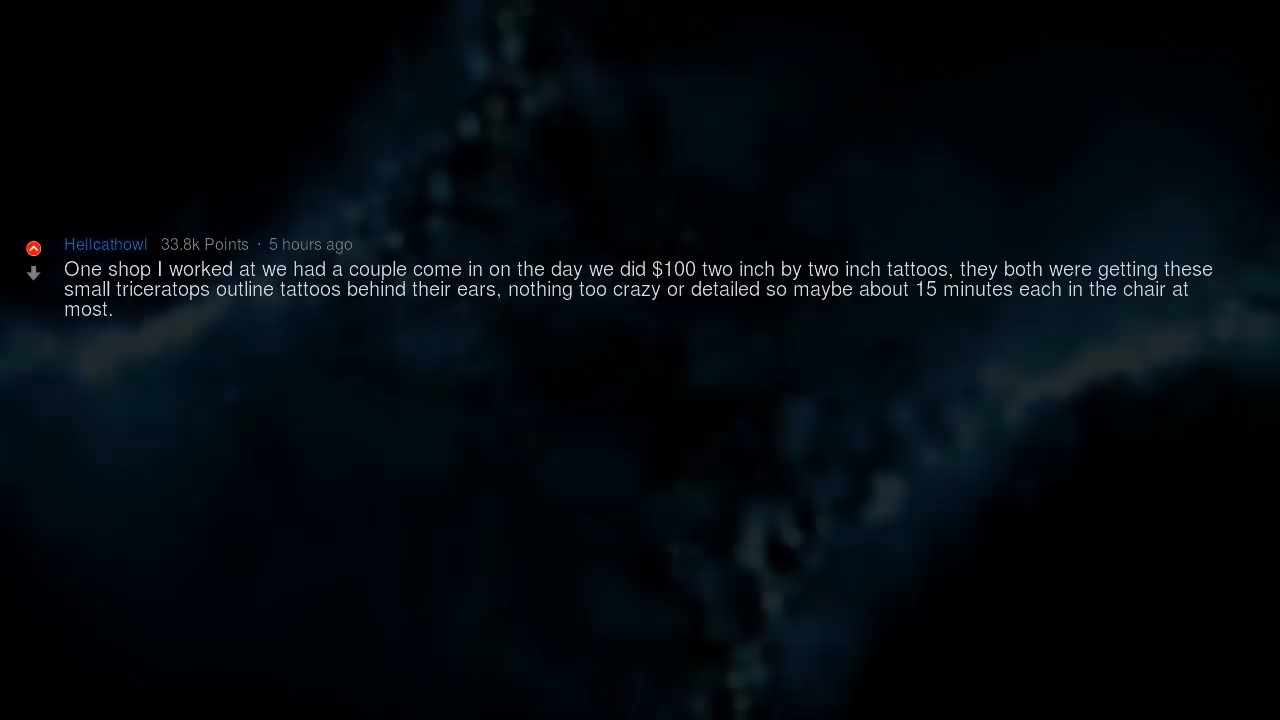 Hellcathowl 33.8k Points · 5 hours ago
One shop I worked at we had a couple come in on the day we did $100 two inch by two inch tattoos, they both were getting these
small triceratops outline tattoos behind their ears, nothing too crazy or detailed so maybe about 15 minutes each in the chair at
most.